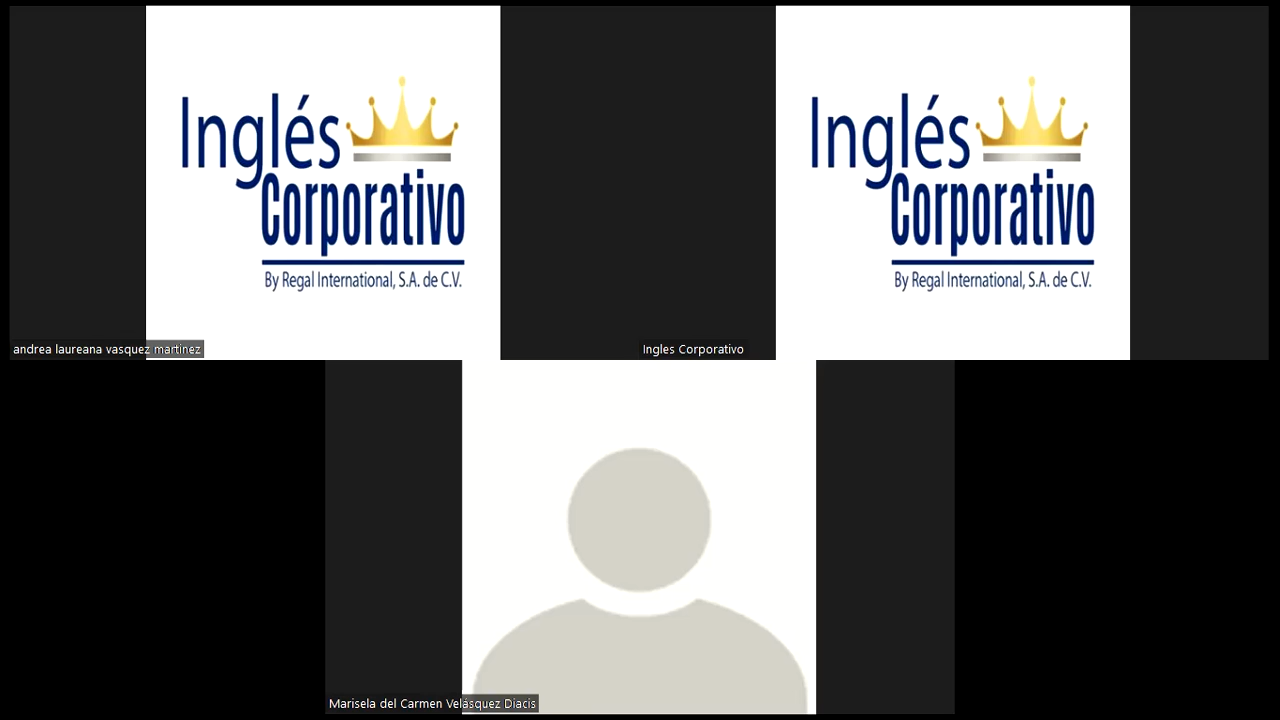 Inglés
Corporativo
By Regal International, S.A. de C.V.
andrea laureana vasquez martinez
Inglés
Corporativo
By Regal International, S.A. de C.V.
Ingles Corporativo
Marisela del Carmen Velásquez Díacis